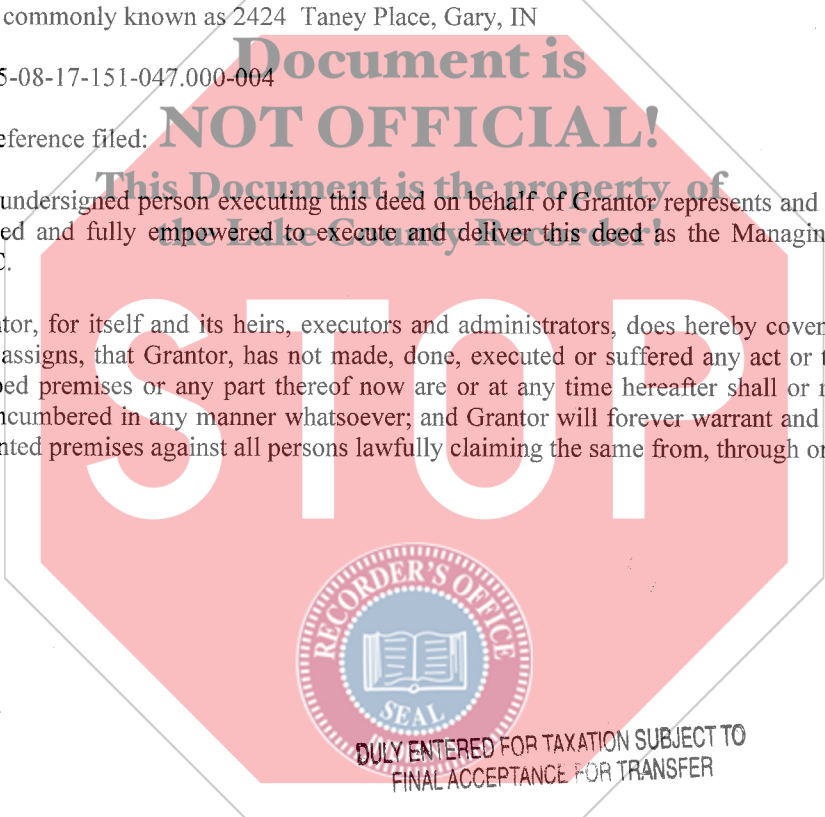 commonly known as 2424 Taney Place, Gary, IN
Document is
5-08-17-151-047.000-004
NOT OFFICIAL!
eference filed:
This Document is the property of
undersigned person executing this deed on behalf of Grantor represents and
the Lake County Recorder!
ed and fully empowered to execute and deliver this deed as the Managin
C.
tor, for itself and its heirs, executors and administrators, does hereby coven
assigns, that Grantor, has not made, done, executed or suffered any act or t
bed premises or any part thereof now are or at any time hereafter shall or
ncumbered in any manner whatsoever; and Grantor will forever warrant and
nted premises against all persons lawfully claiming the same from, through or
STOP
RECORDER'S OFFICE
SEAL
DULY ENTERED FOR TAXATION SUBJECT TO
FINAL ACCEPTANCE FOR TRANSFER